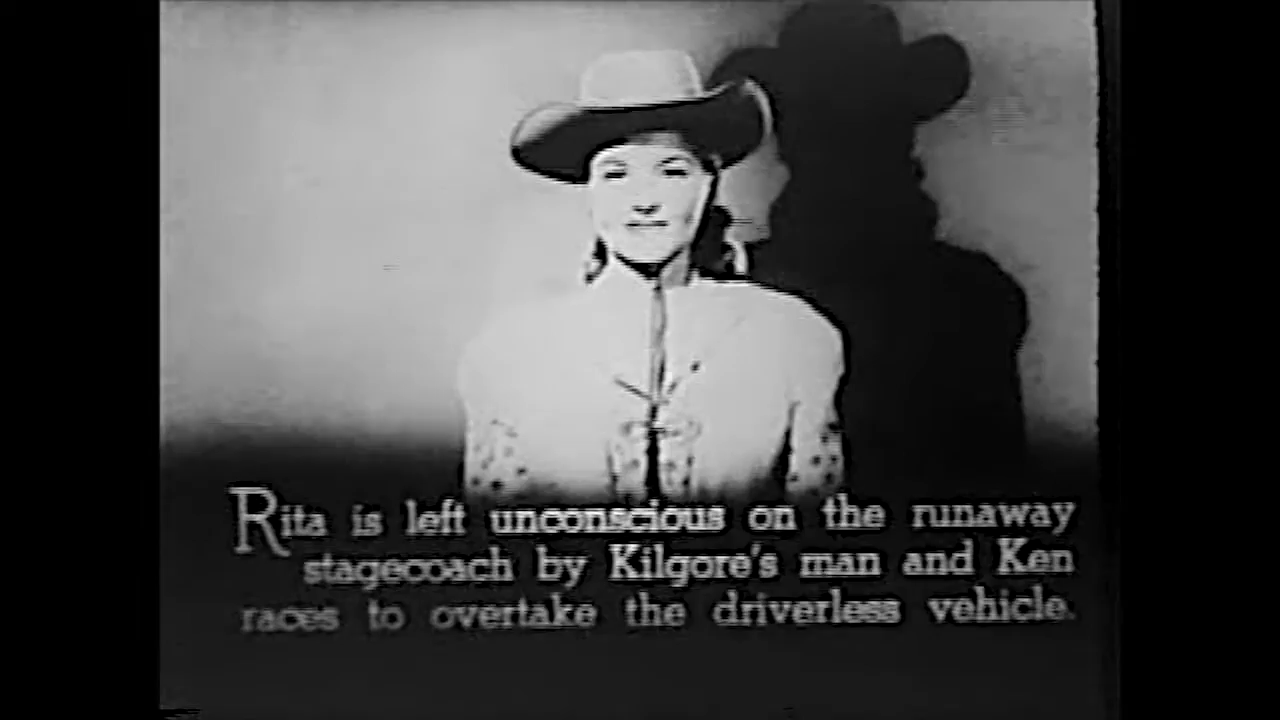 Rita is left unconscious on the runaway
stagecoach by Kilgore's man and Ken
races to overtake the driverless vehicle.